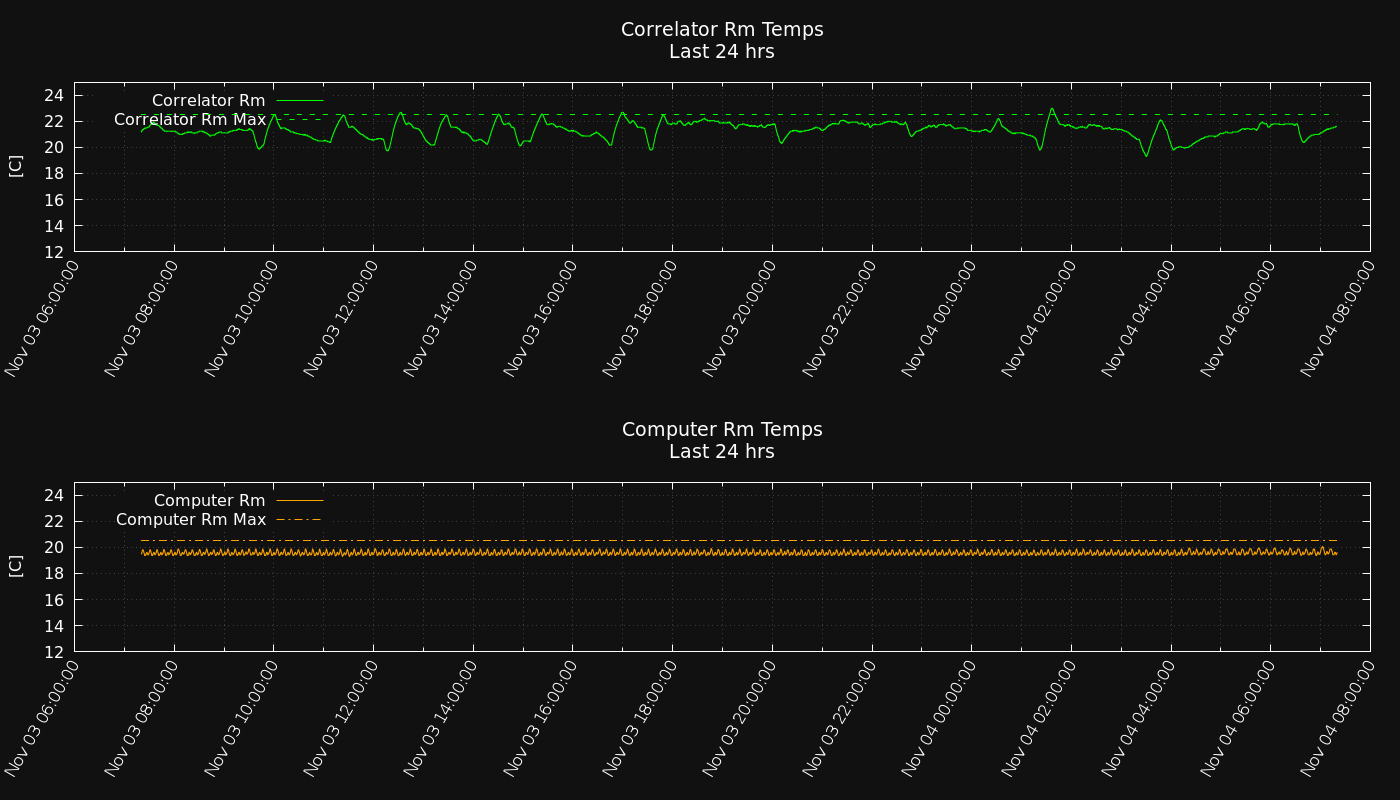 Correlator Rm Temps
Last 24 hrs
Correlator Rm
Correlator Rm Max
[C]
24
22
20
18
16
14
12
Nov 03 06:00:00
Nov 03 08:00:00
Nov 03 10:00:00
Nov 03 12:00:00
Nov 03 14:00:00
Nov 03 16:00:00
Nov 03 18:00:00
Nov 03 20:00:00
Nov 03 22:00:00
Nov 04 00:00:00
Nov 04 02:00:00
Nov 04 04:00:00
Nov 04 06:00:00
Nov 04 08:00:00
Computer Rm Temps
Last 24 hrs
Computer Rm
Computer Rm Max
[C]
24
22
20
18
16
14
12
Nov 03 06:00:00
Nov 03 08:00:00
Nov 03 10:00:00
Nov 03 12:00:00
Nov 03 14:00:00
Nov 03 16:00:00
Nov 03 18:00:00
Nov 03 20:00:00
Nov 03 22:00:00
Nov 04 00:00:00
Nov 04 02:00:00
Nov 04 04:00:00
Nov 04 06:00:00
Nov 04 08:00:00